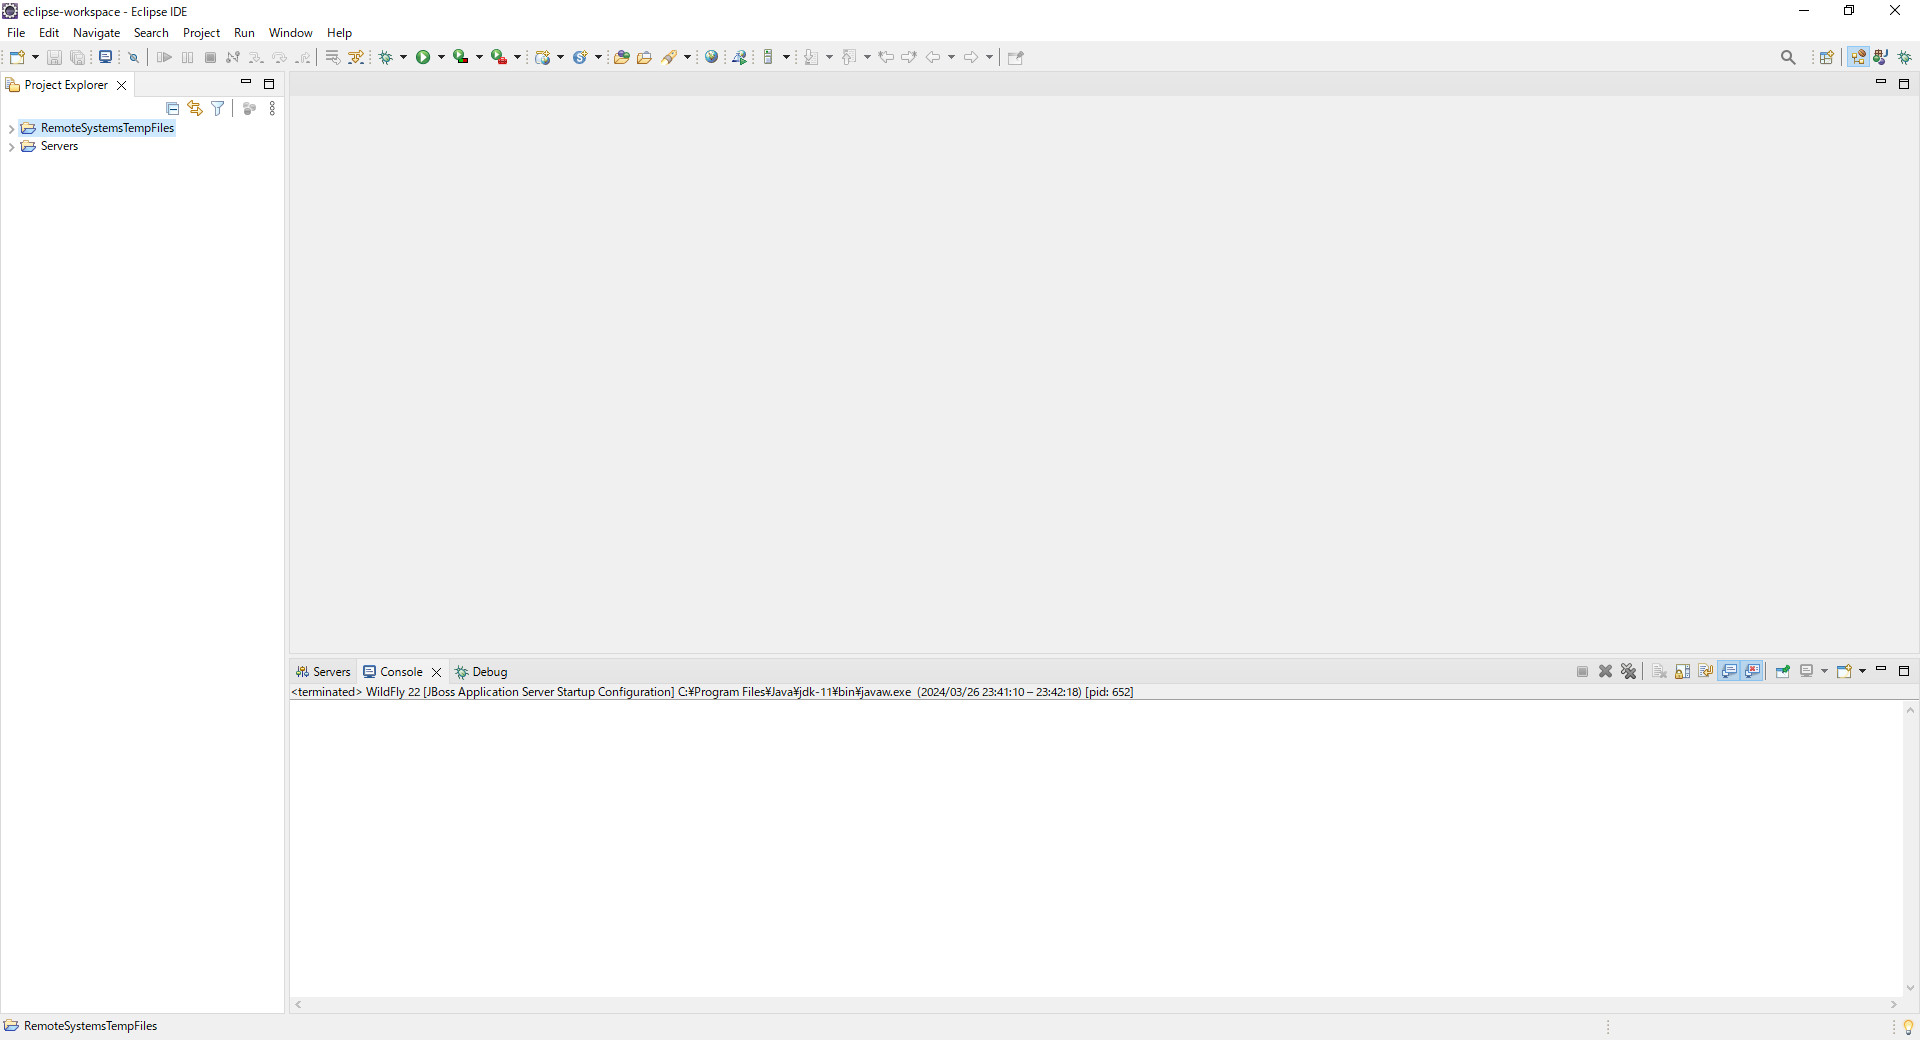 eclipse-workspace - Eclipse IDE
File Edit Navigate Search Project Run Window Help
Project Explorer
RemoteSystemsTempFiles
Servers
Servers Console Debug
<terminated> WildFly 22 [JBoss Application Server Startup Configuration] C:¥Program Files¥Java¥jdk-11¥bin¥javaw.exe (2024/03/26 23:41:10 – 23:42:18) [pid: 652]
RemoteSystemsTempFiles